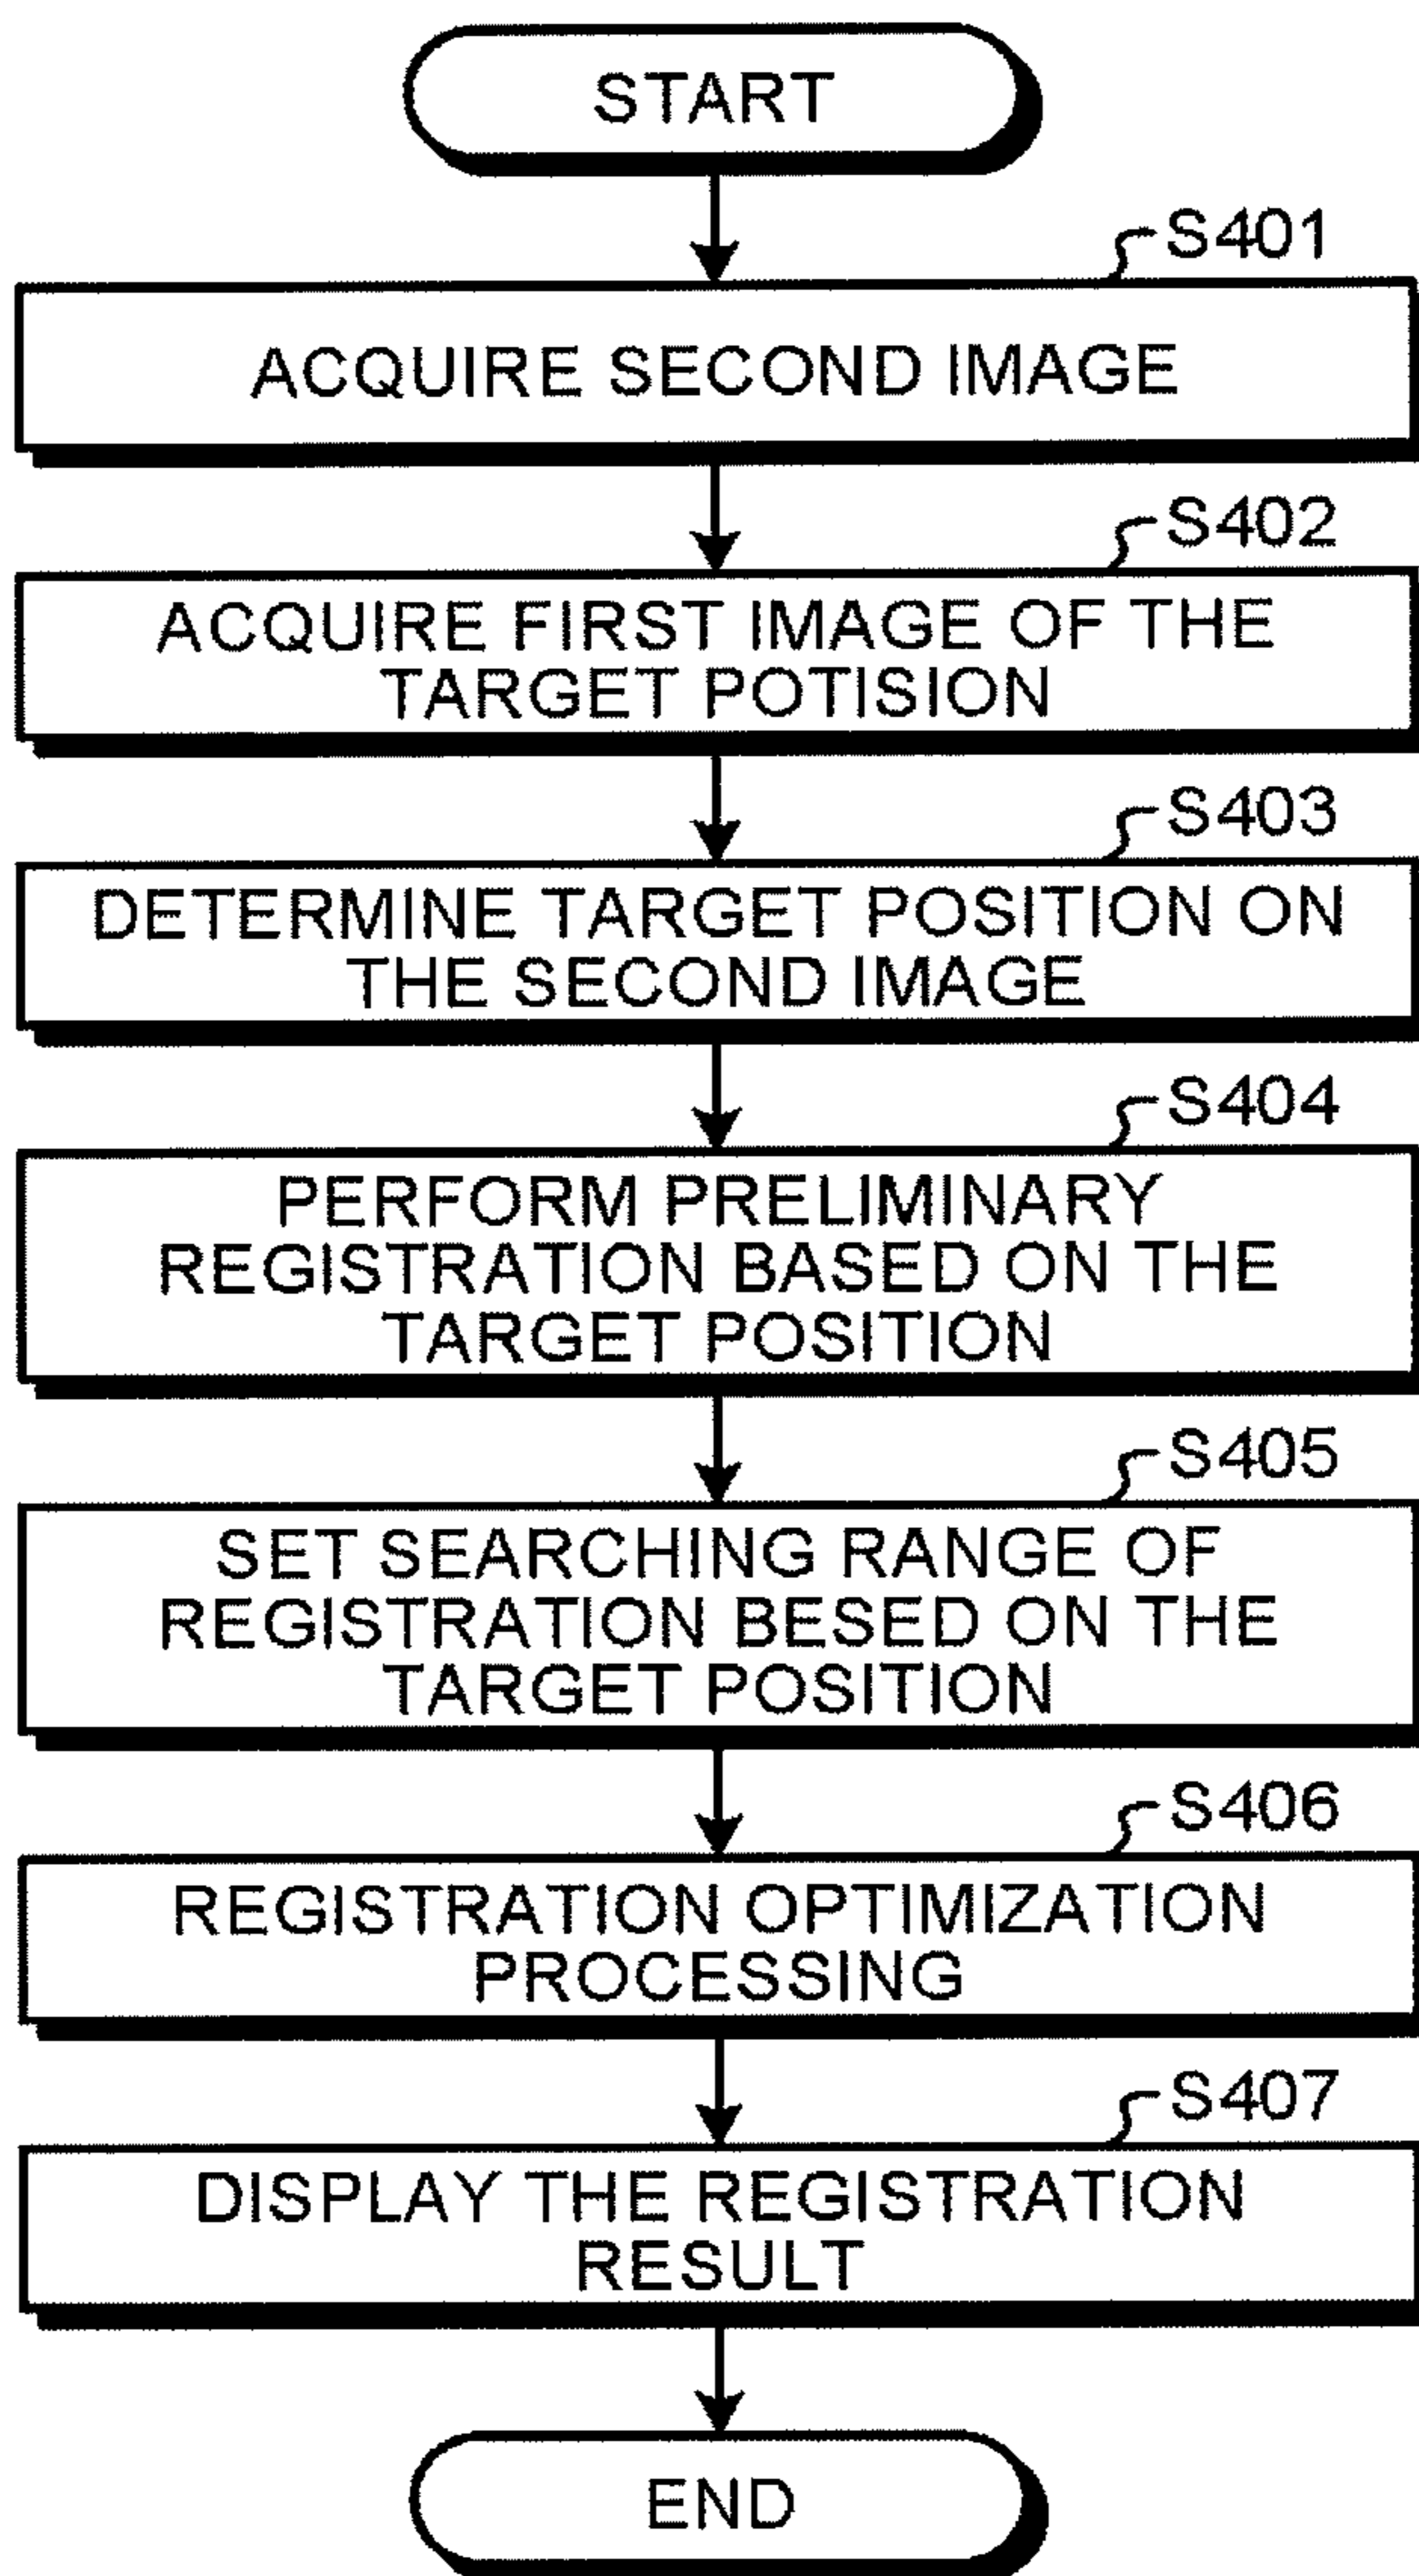 START
S401
ACQUIRE SECOND IMAGE
S402
ACQUIRE FIRST IMAGE OF THE
TARGET POTISION
S403
DETERMINE TARGET POSITION ON
THE SECOND IMAGE
S404
PERFORM PRELIMINARY
REGISTRATION BASED ON THE
TARGET POSITION
S405
SET SEARCHING RANGE OF
REGISTRATION BESED ON THE
TARGET POSITION
S406
REGISTRATION OPTIMIZATION
PROCESSING
S407
DISPLAY THE REGISTRATION
RESULT
END